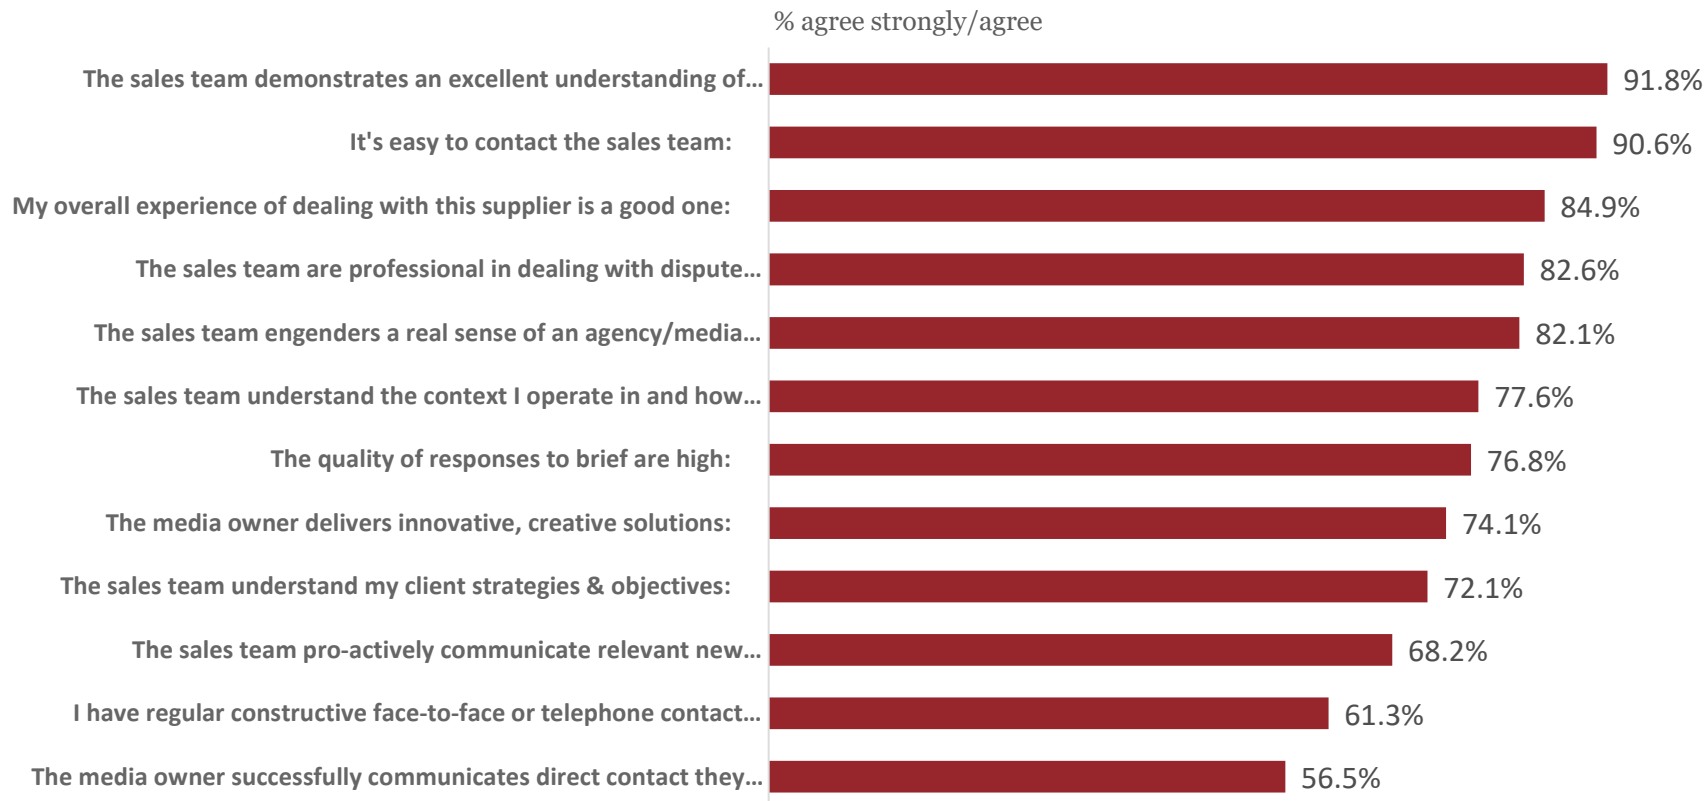 % agree strongly/agree
The sales team demonstrates an excellent understanding of… 91.8%
It's easy to contact the sales team: 90.6%
My overall experience of dealing with this supplier is a good one: 84.9%
The sales team are professional in dealing with dispute… 82.6%
The sales team engenders a real sense of an agency/media… 82.1%
The sales team understand the context I operate in and how… 77.6%
The quality of responses to brief are high: 76.8%
The media owner delivers innovative, creative solutions: 74.1%
The sales team understand my client strategies & objectives: 72.1%
The sales team pro-actively communicate relevant new… 68.2%
I have regular constructive face-to-face or telephone contact… 61.3%
The media owner successfully communicates direct contact they… 56.5%